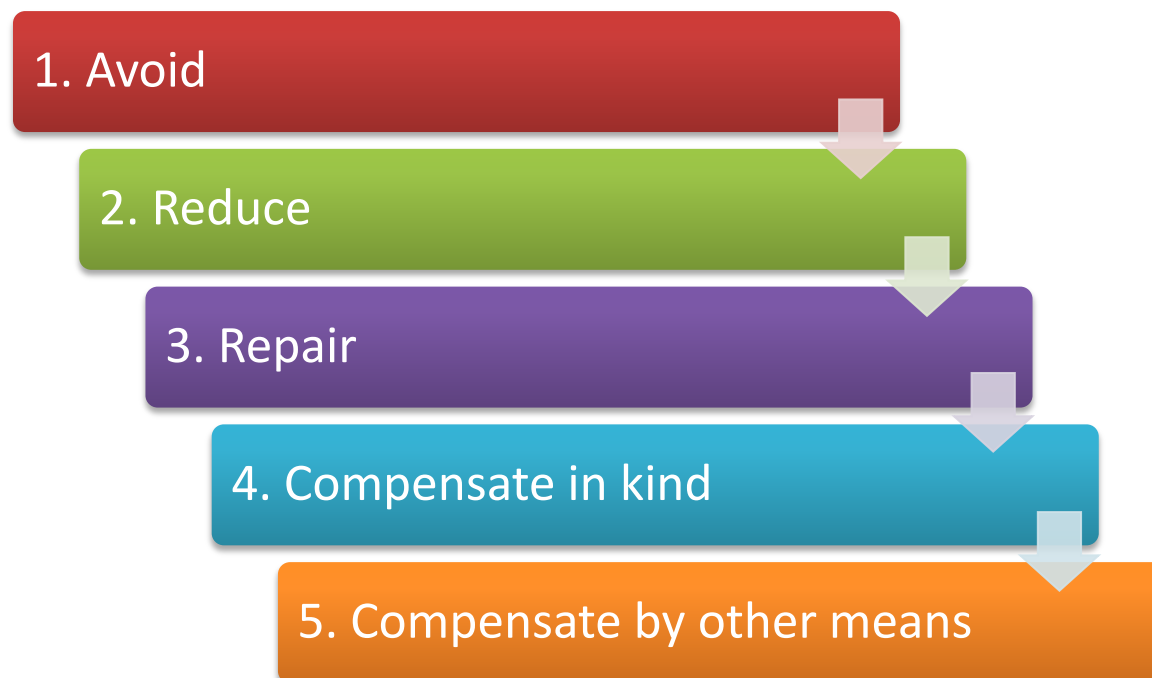 1. Avoid
2. Reduce
3. Repair
4. Compensate in kind
5. Compensate by other means